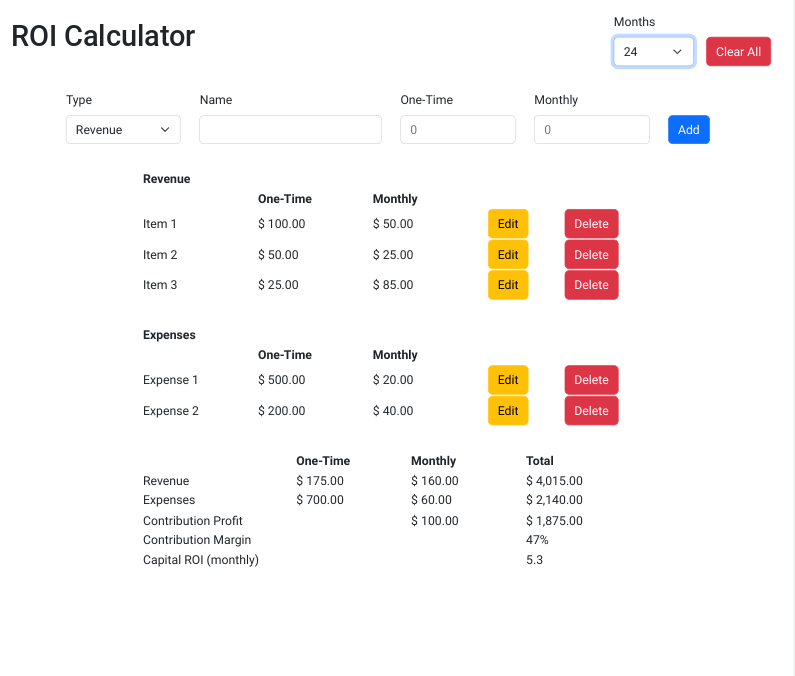 ROI Calculator
Months
24
Clear All
Type Name One-Time Monthly
Revenue 0 0 Add
Revenue
One-Time Monthly
Item 1 $ 100.00 $ 50.00 Edit Delete
Item 2 $ 50.00 $ 25.00 Edit Delete
Item 3 $ 25.00 $ 85.00 Edit Delete
Expenses
One-Time Monthly
Expense 1 $ 500.00 $ 20.00 Edit Delete
Expense 2 $ 200.00 $ 40.00 Edit Delete
One-Time Monthly Total
Revenue $ 175.00 $ 160.00 $ 4,015.00
Expenses $ 700.00 $ 60.00 $ 2,140.00
Contribution Profit $ 100.00 $ 1,875.00
Contribution Margin 47%
Capital ROI (monthly) 5.3